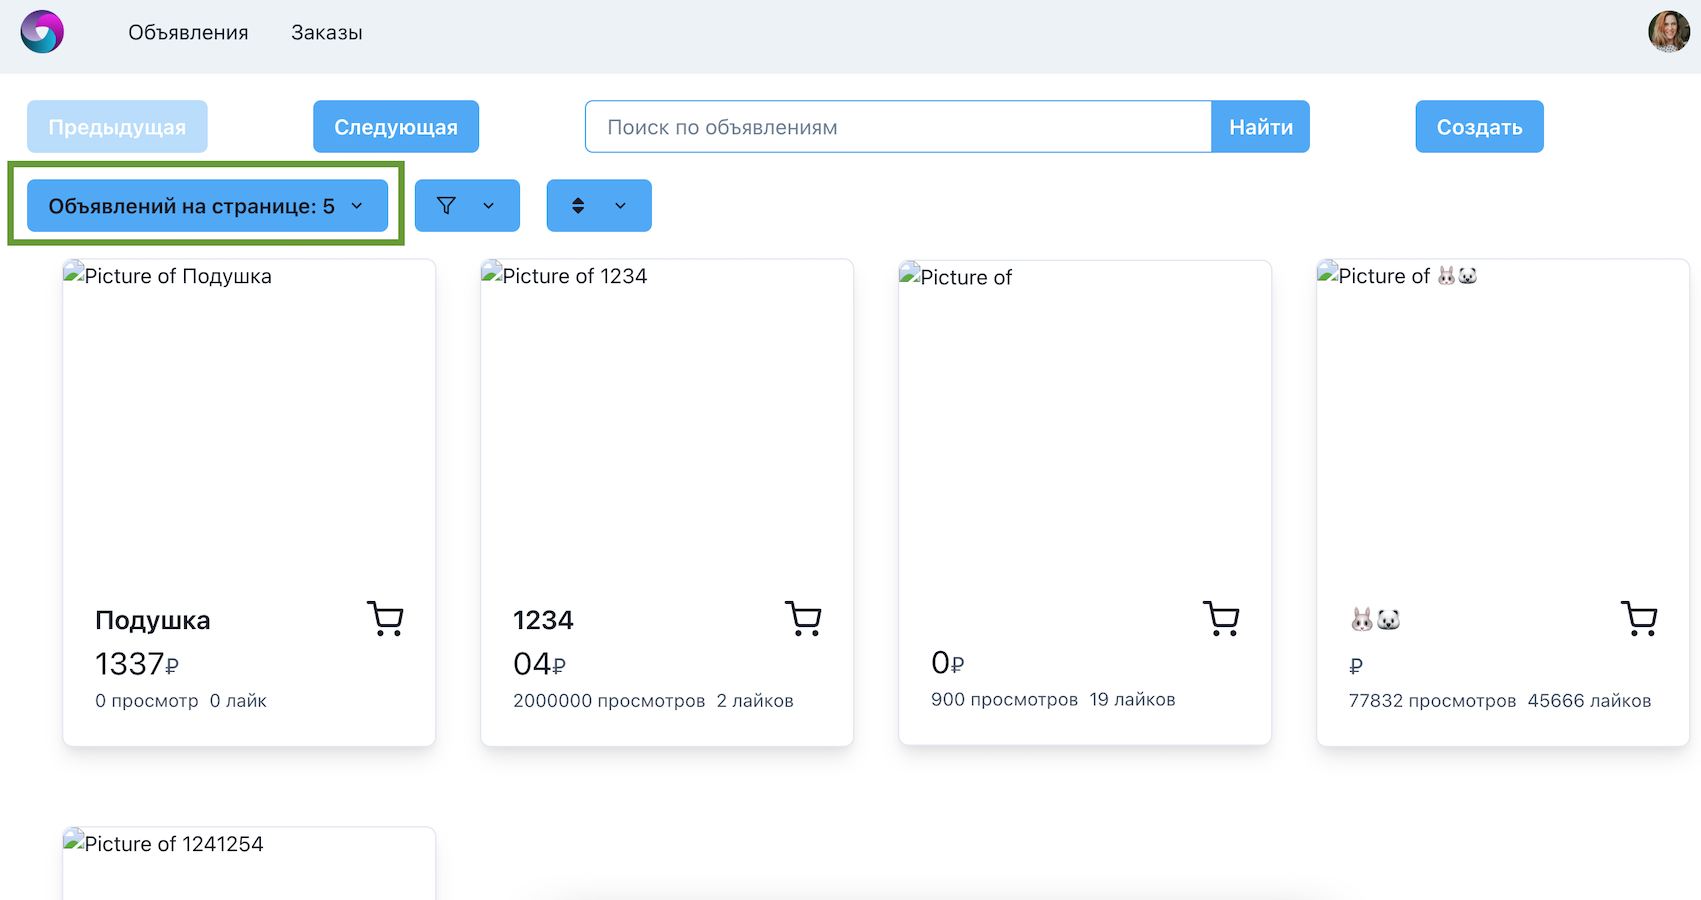 Объявления Заказы
Предыдущая Следующая Поиск по объявлениям Найти Создать
Объявлений на странице: 5
Picture of Подушка
Picture of 1234
Picture of
Picture of 🐰🐼
Подушка
1337₽
0 просмотр 0 лайк
1234
04₽
2000000 просмотров 2 лайков
0₽
900 просмотров 19 лайков
🐰🐼
₽
77832 просмотров 45666 лайков
Picture of 1241254